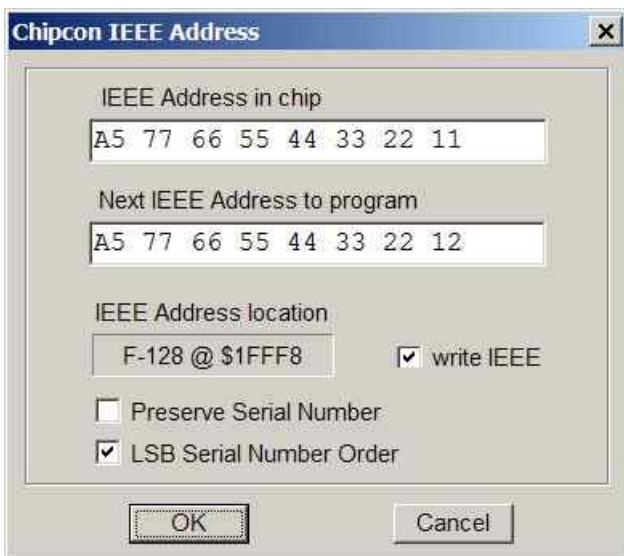 Chipcon IEEE Address
IEEE Address in chip
A5 77 66 55 44 33 22 11
Next IEEE Address to program
A5 77 66 55 44 33 22 12
IEEE Address location
F-128 @ $1FFF8
write IEEE
Preserve Serial Number
LSB Serial Number Order
OK
Cancel